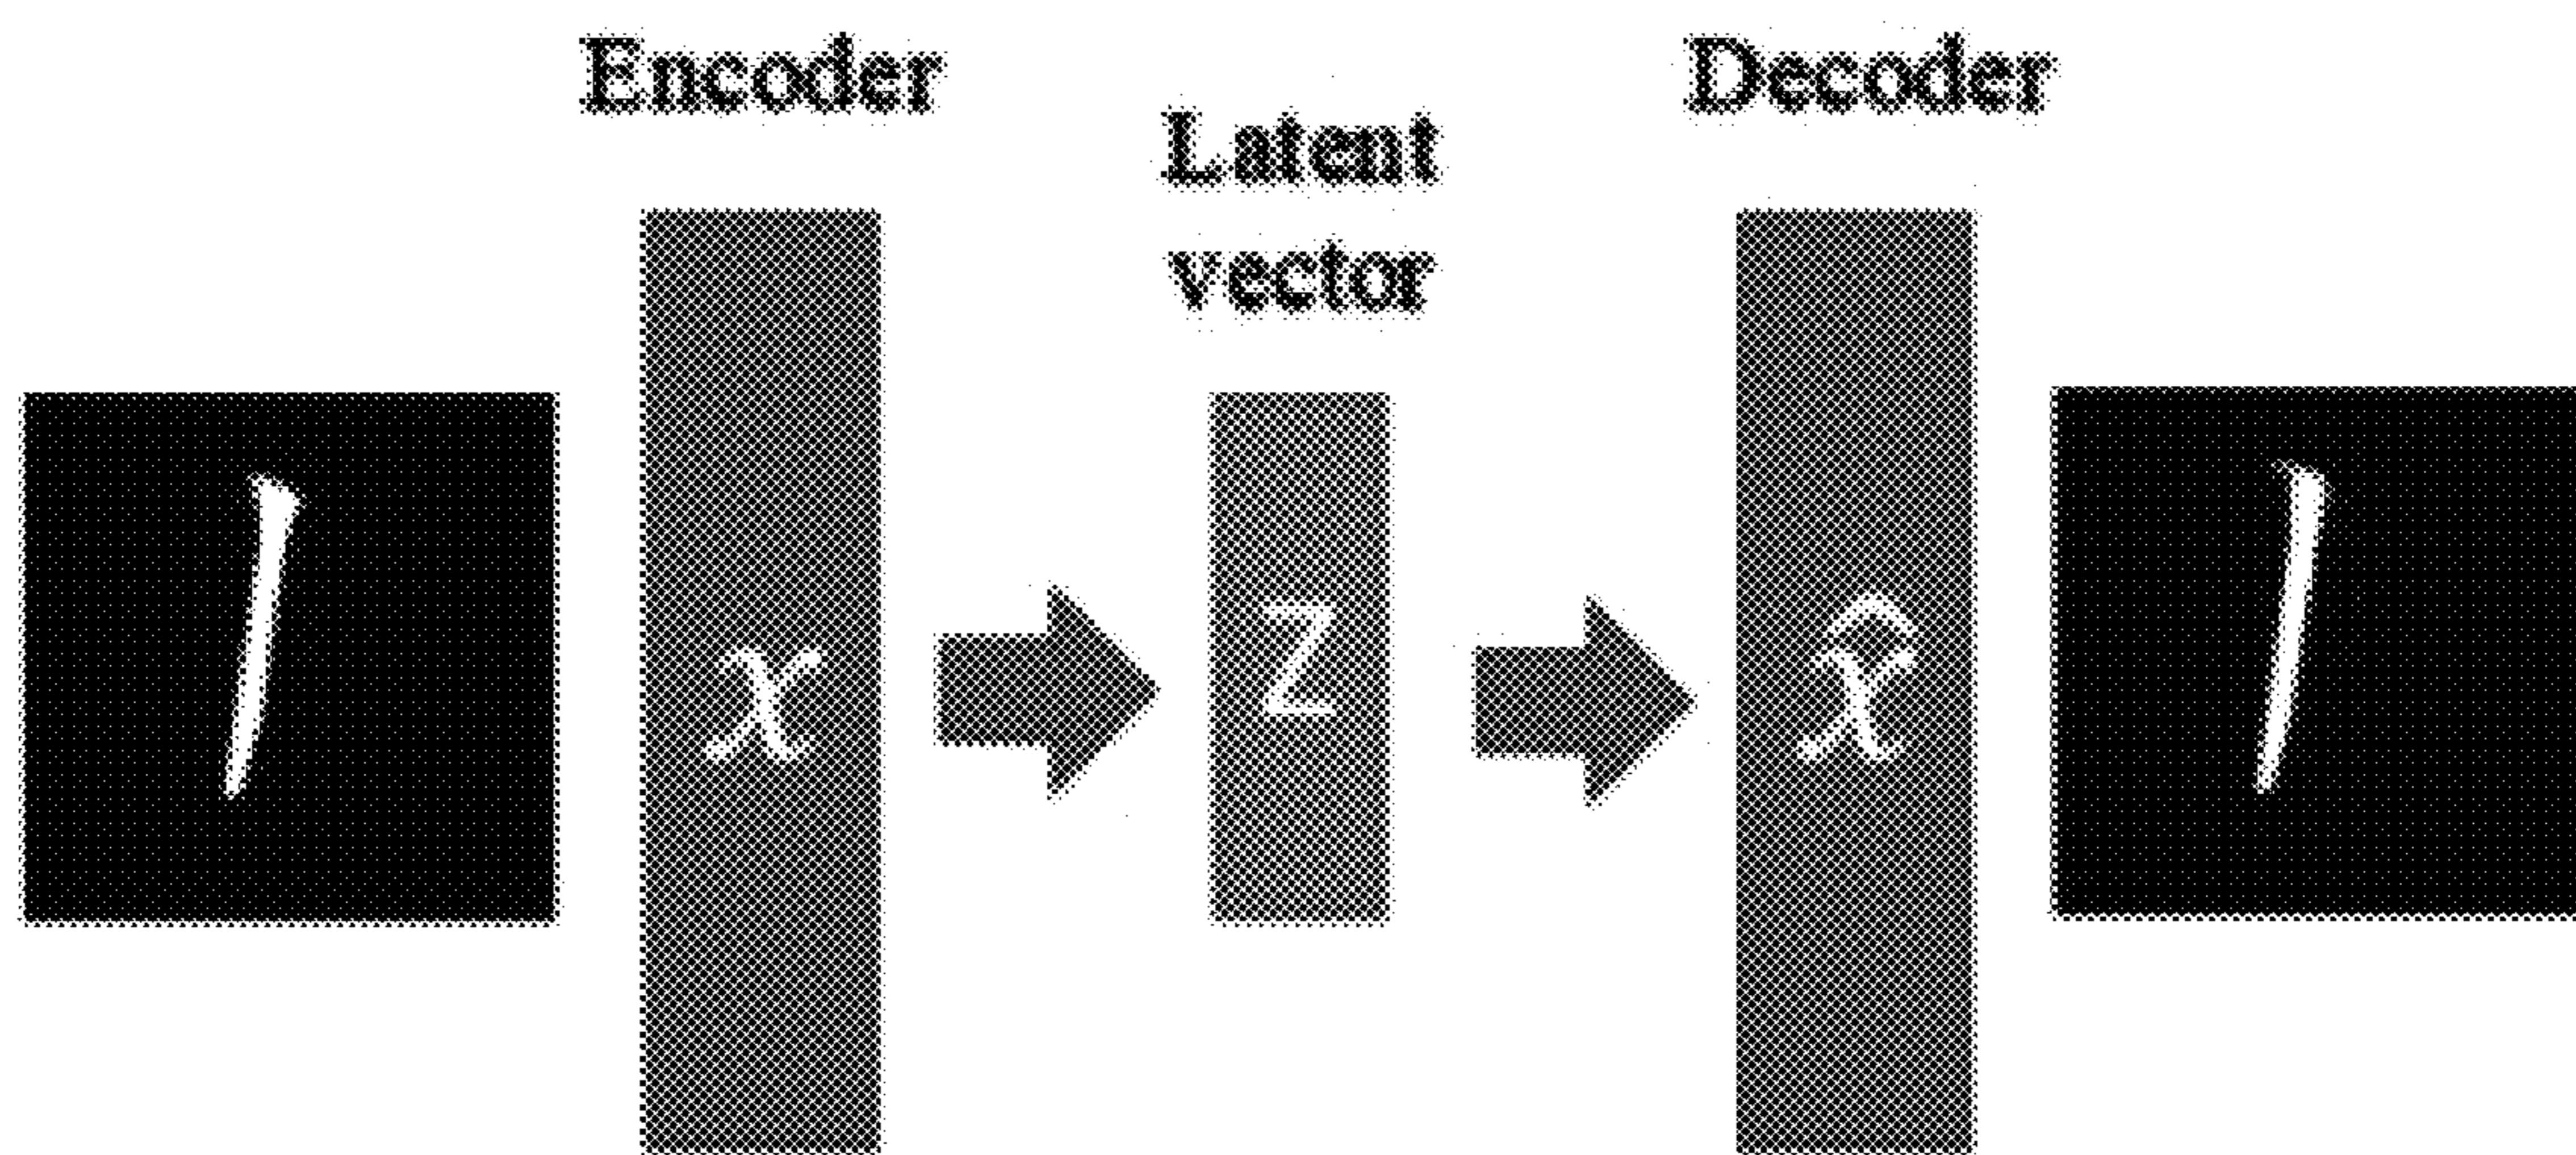 Encoder
Decoder
Latent
vector
x
Z
x̂